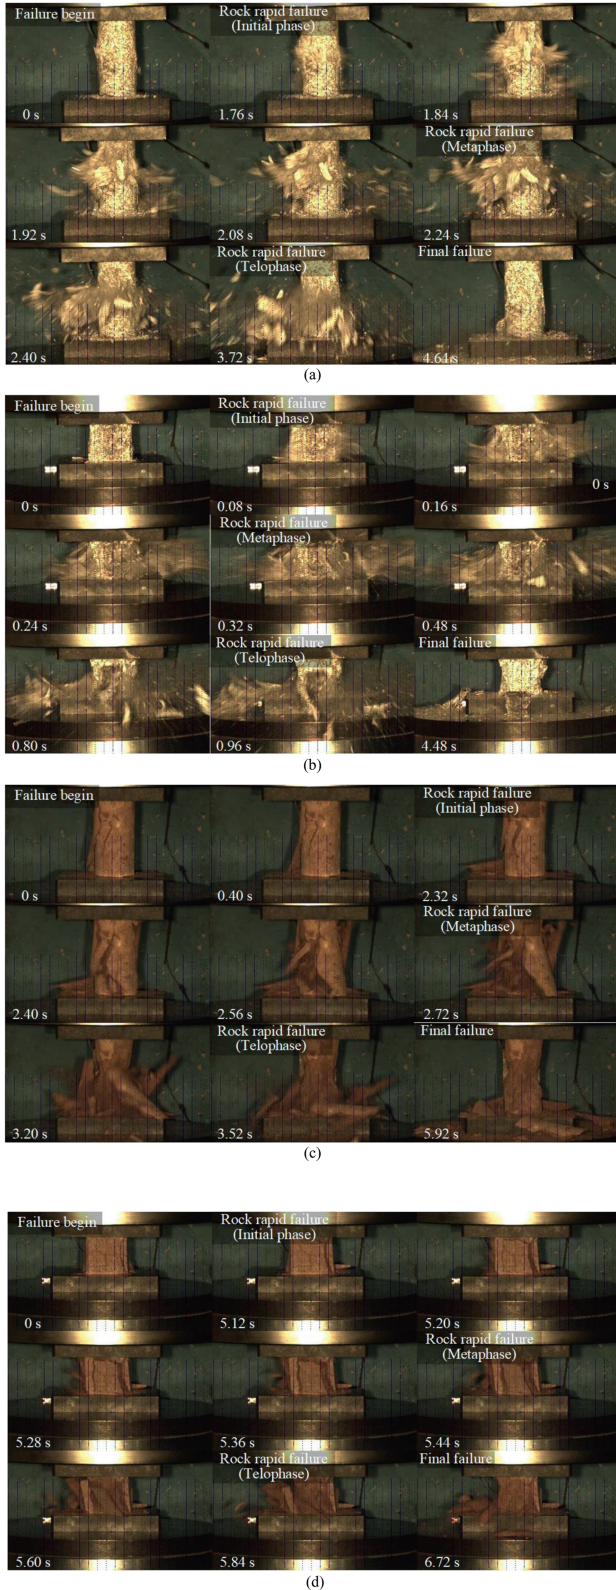 Failure begin
Rock rapid failure
(Initial phase)
0 s
1.76 s
1.84 s
Rock rapid failure
(Metaphase)
1.92 s
2.08 s
2.24 s
Rock rapid failure
(Telophase)
Final failure
2.40 s
3.72 s
4.64 s
(a)
Failure begin
Rock rapid failure
(Initial phase)
0 s
0 s
0.08 s
0.16 s
Rock rapid failure
(Metaphase)
0.24 s
0.32 s
0.48 s
Rock rapid failure
(Telophase)
Final failure
0.80 s
0.96 s
4.48 s
(b)
Failure begin
Rock rapid failure
(Initial phase)
0 s
0.40 s
2.32 s
Rock rapid failure
(Metaphase)
2.40 s
2.56 s
2.72 s
Rock rapid failure
(Telophase)
Final failure
3.20 s
3.52 s
5.92 s
(c)
Failure begin
Rock rapid failure
(Initial phase)
0 s
5.12 s
5.20 s
Rock rapid failure
(Metaphase)
5.28 s
5.36 s
5.44 s
Rock rapid failure
(Telophase)
Final failure
5.60 s
5.84 s
6.72 s
(d)